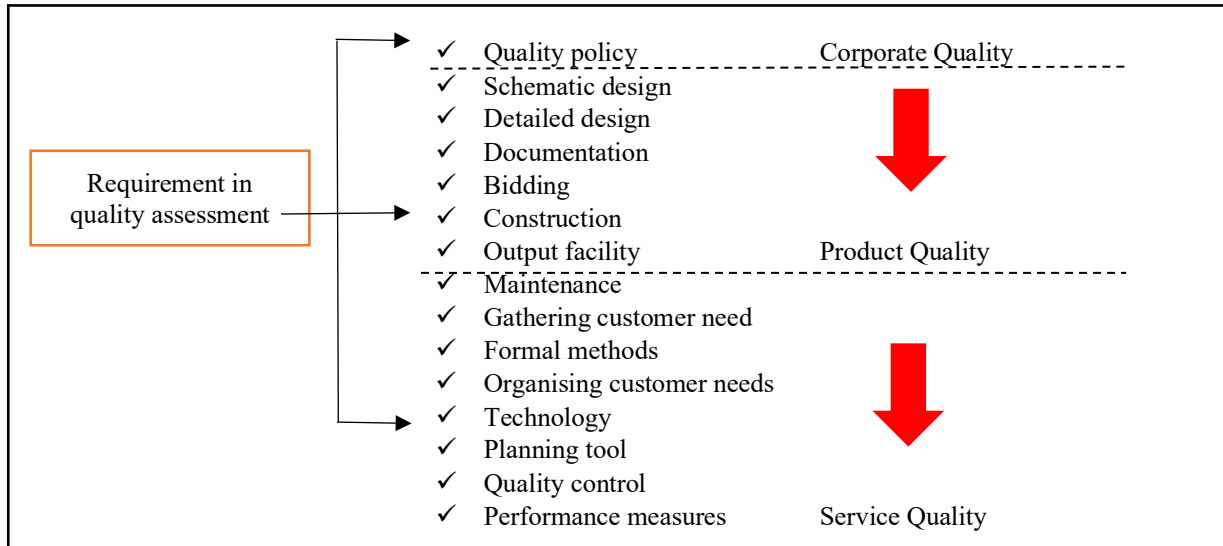 ✓ Quality policy Corporate Quality
✓ Schematic design
✓ Detailed design
✓ Documentation
✓ Bidding
✓ Construction
✓ Output facility Product Quality
✓ Maintenance
✓ Gathering customer need
✓ Formal methods
✓ Organising customer needs
✓ Technology
✓ Planning tool
✓ Quality control
✓ Performance measures Service Quality
Requirement in
quality assessment